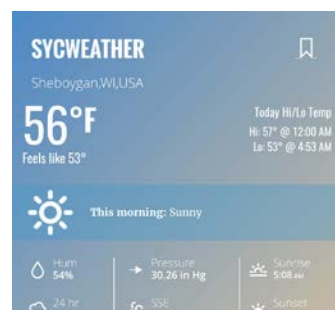 SYCWEATHER
Sheboygan,WI,USA
56°F
Feels like 53°
Today Hi/Lo Temp
Hi: 57° @ 12:00 AM
Lo: 53° @ 4:53 AM
This morning: Sunny
Hum
54%
Pressure
30.26 in Hg
Sunrise
5:08 AM
24 hr
SSE
Sunset